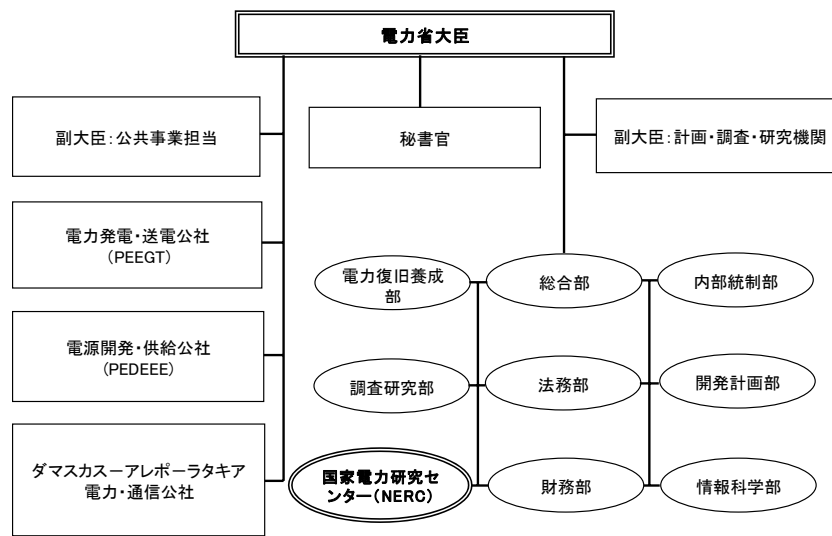 電力省大臣
副大臣:公共事業担当
秘書官
副大臣:計画・調査・研究機関
電力発電・送電公社
(PEEGT)
電力復旧養成
部
総合部
内部統制部
電源開発・供給公社
(PEDEEE)
調査研究部
法務部
開発計画部
ダマスカス－アレポーラタキア
電力・通信公社
国家電力研究セ
ンター(NERC)
財務部
情報科学部